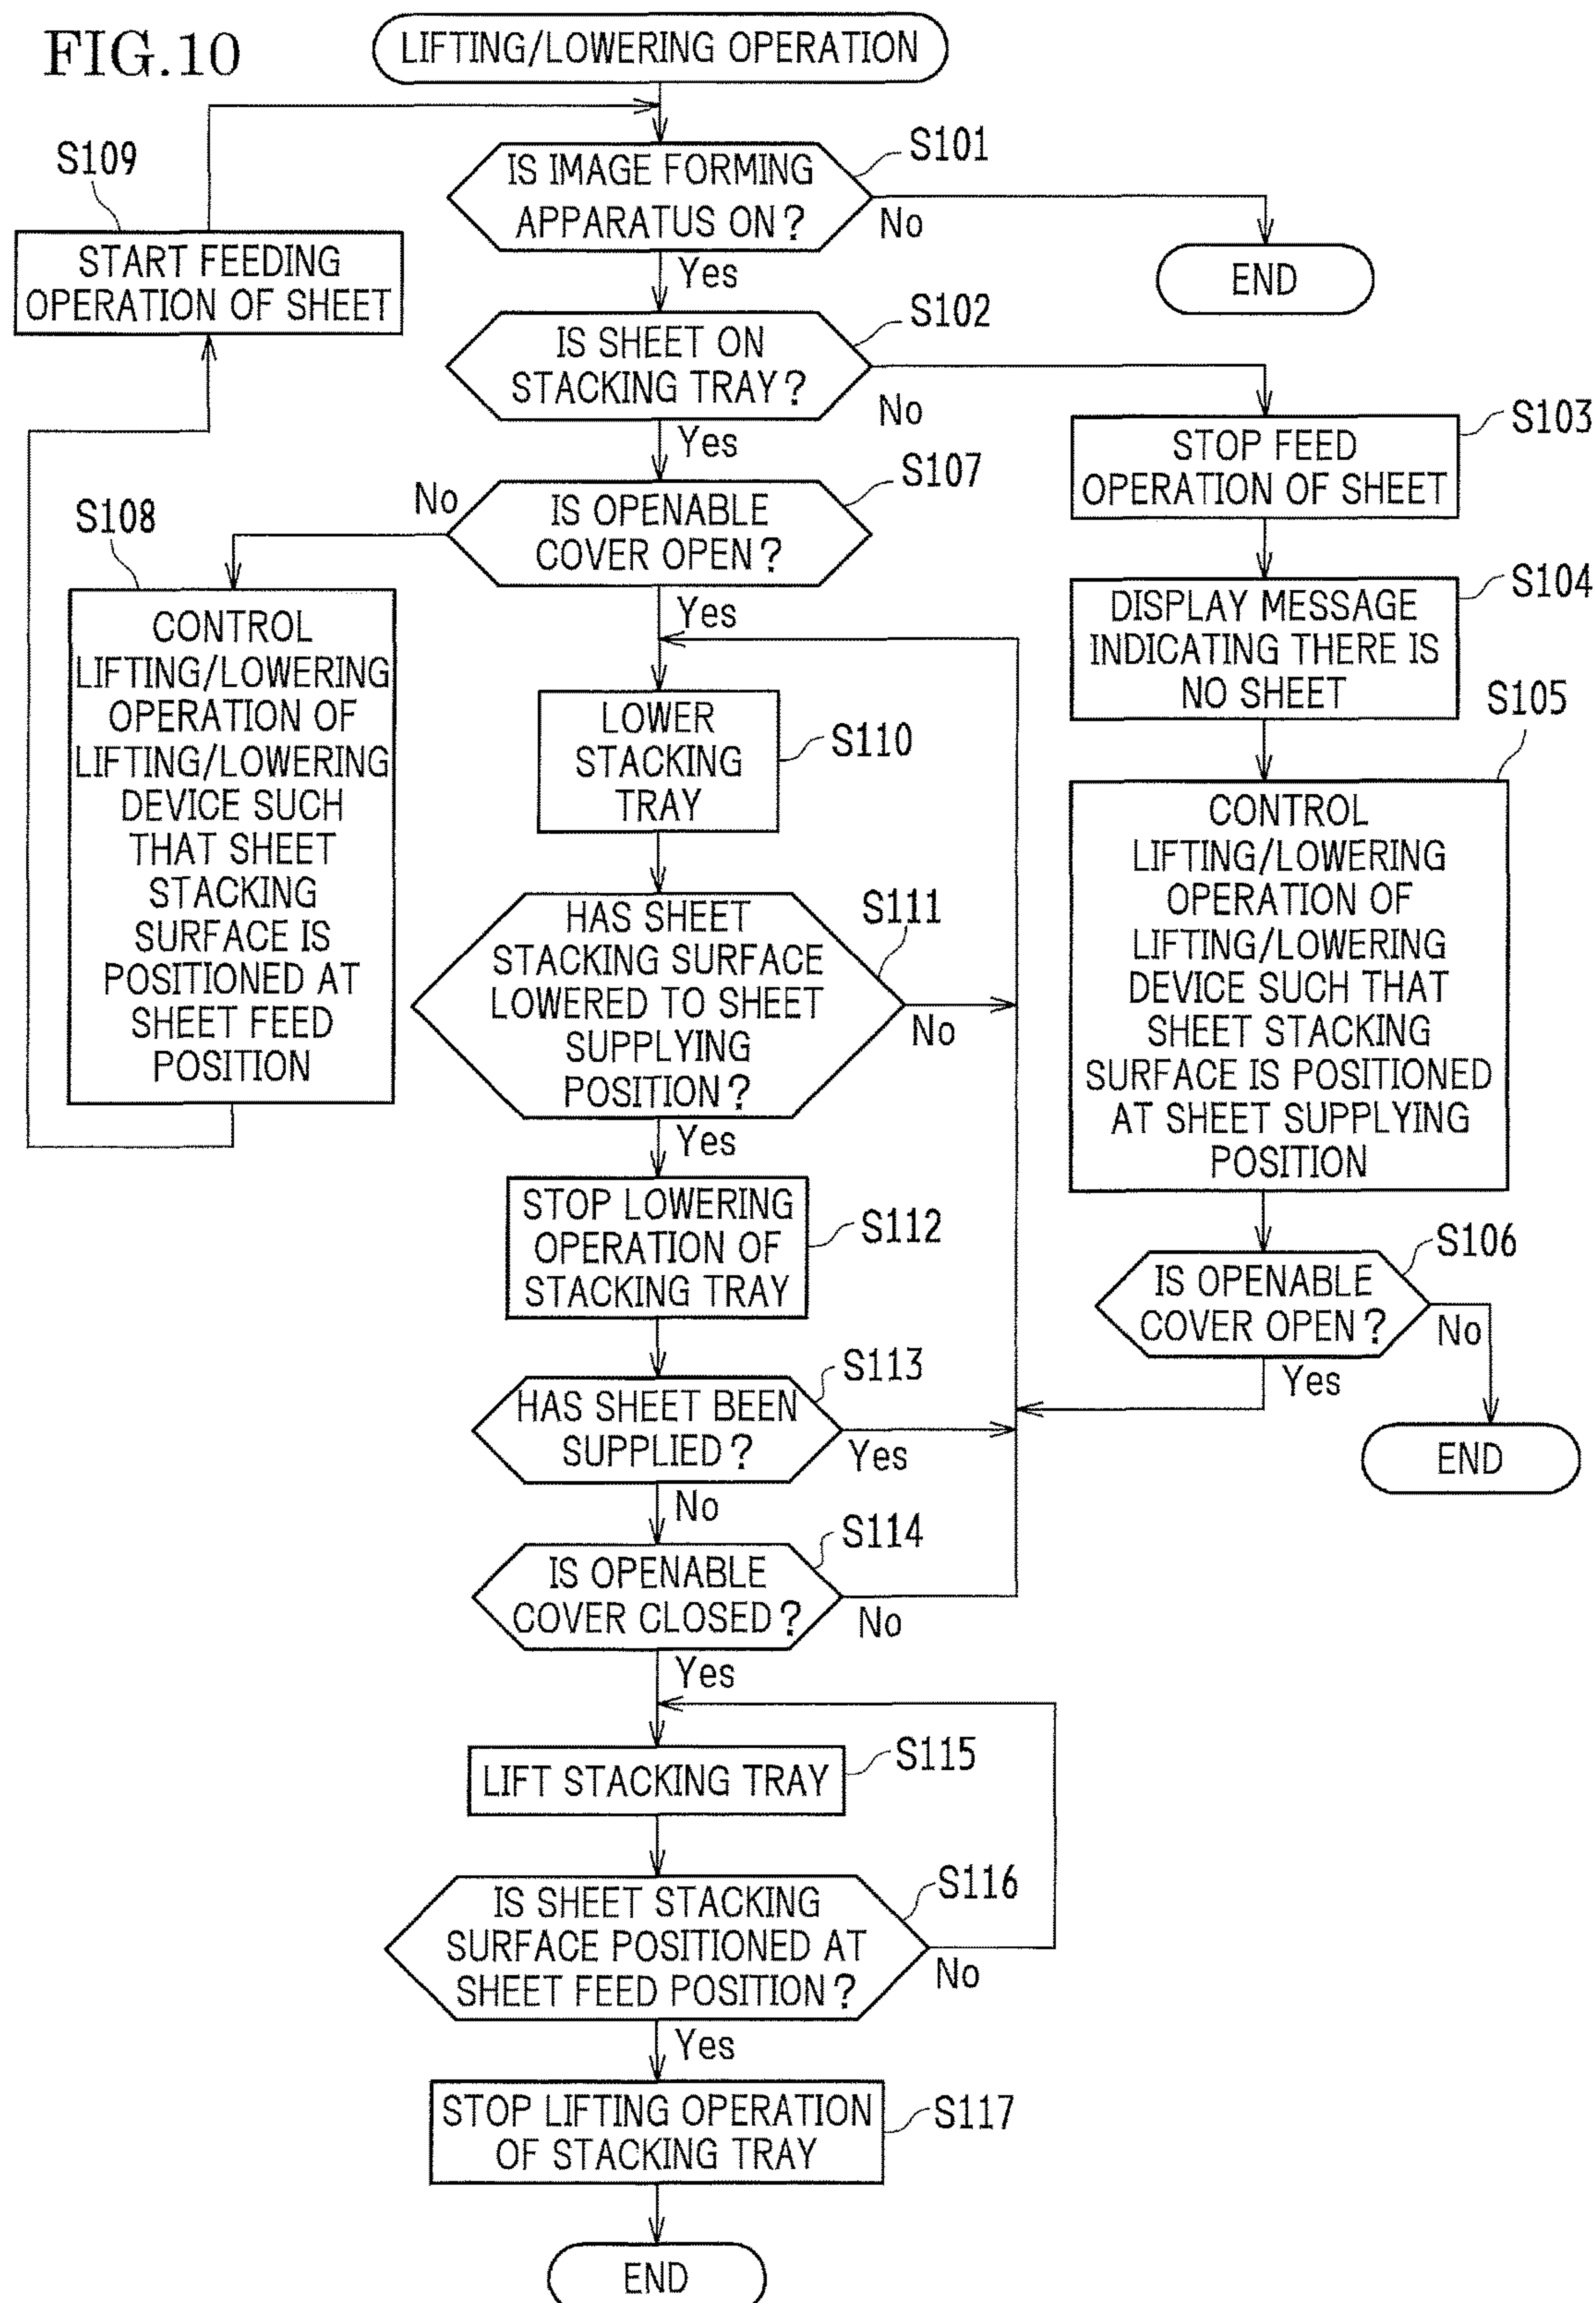 FIG.10
LIFTING/LOWERING OPERATION
S101
IS IMAGE FORMING
APPARATUS ON?
No
Yes
END
S109
START FEEDING
OPERATION OF SHEET
S102
IS SHEET ON
STACKING TRAY?
No
Yes
S103
STOP FEED
OPERATION OF SHEET
S107
IS OPENABLE
COVER OPEN?
No
Yes
S108
CONTROL
LIFTING/LOWERING
OPERATION OF
LIFTING/LOWERING
DEVICE SUCH
THAT SHEET
STACKING
SURFACE IS
POSITIONED AT
SHEET FEED
POSITION
S104
DISPLAY MESSAGE
INDICATING THERE IS
NO SHEET
S105
CONTROL
LIFTING/LOWERING
OPERATION OF
LIFTING/LOWERING
DEVICE SUCH THAT
SHEET STACKING
SURFACE IS POSITIONED
AT SHEET SUPPLYING
POSITION
S110
LOWER
STACKING
TRAY
S111
HAS SHEET
STACKING SURFACE
LOWERED TO SHEET
SUPPLYING
POSITION?
No
Yes
S112
STOP LOWERING
OPERATION OF
STACKING TRAY
S106
IS OPENABLE
COVER OPEN?
No
Yes
END
S113
HAS SHEET BEEN
SUPPLIED?
Yes
No
S114
IS OPENABLE
COVER CLOSED?
No
Yes
S115
LIFT STACKING TRAY
S116
IS SHEET STACKING
SURFACE POSITIONED AT
SHEET FEED POSITION?
No
Yes
S117
STOP LIFTING OPERATION
OF STACKING TRAY
END